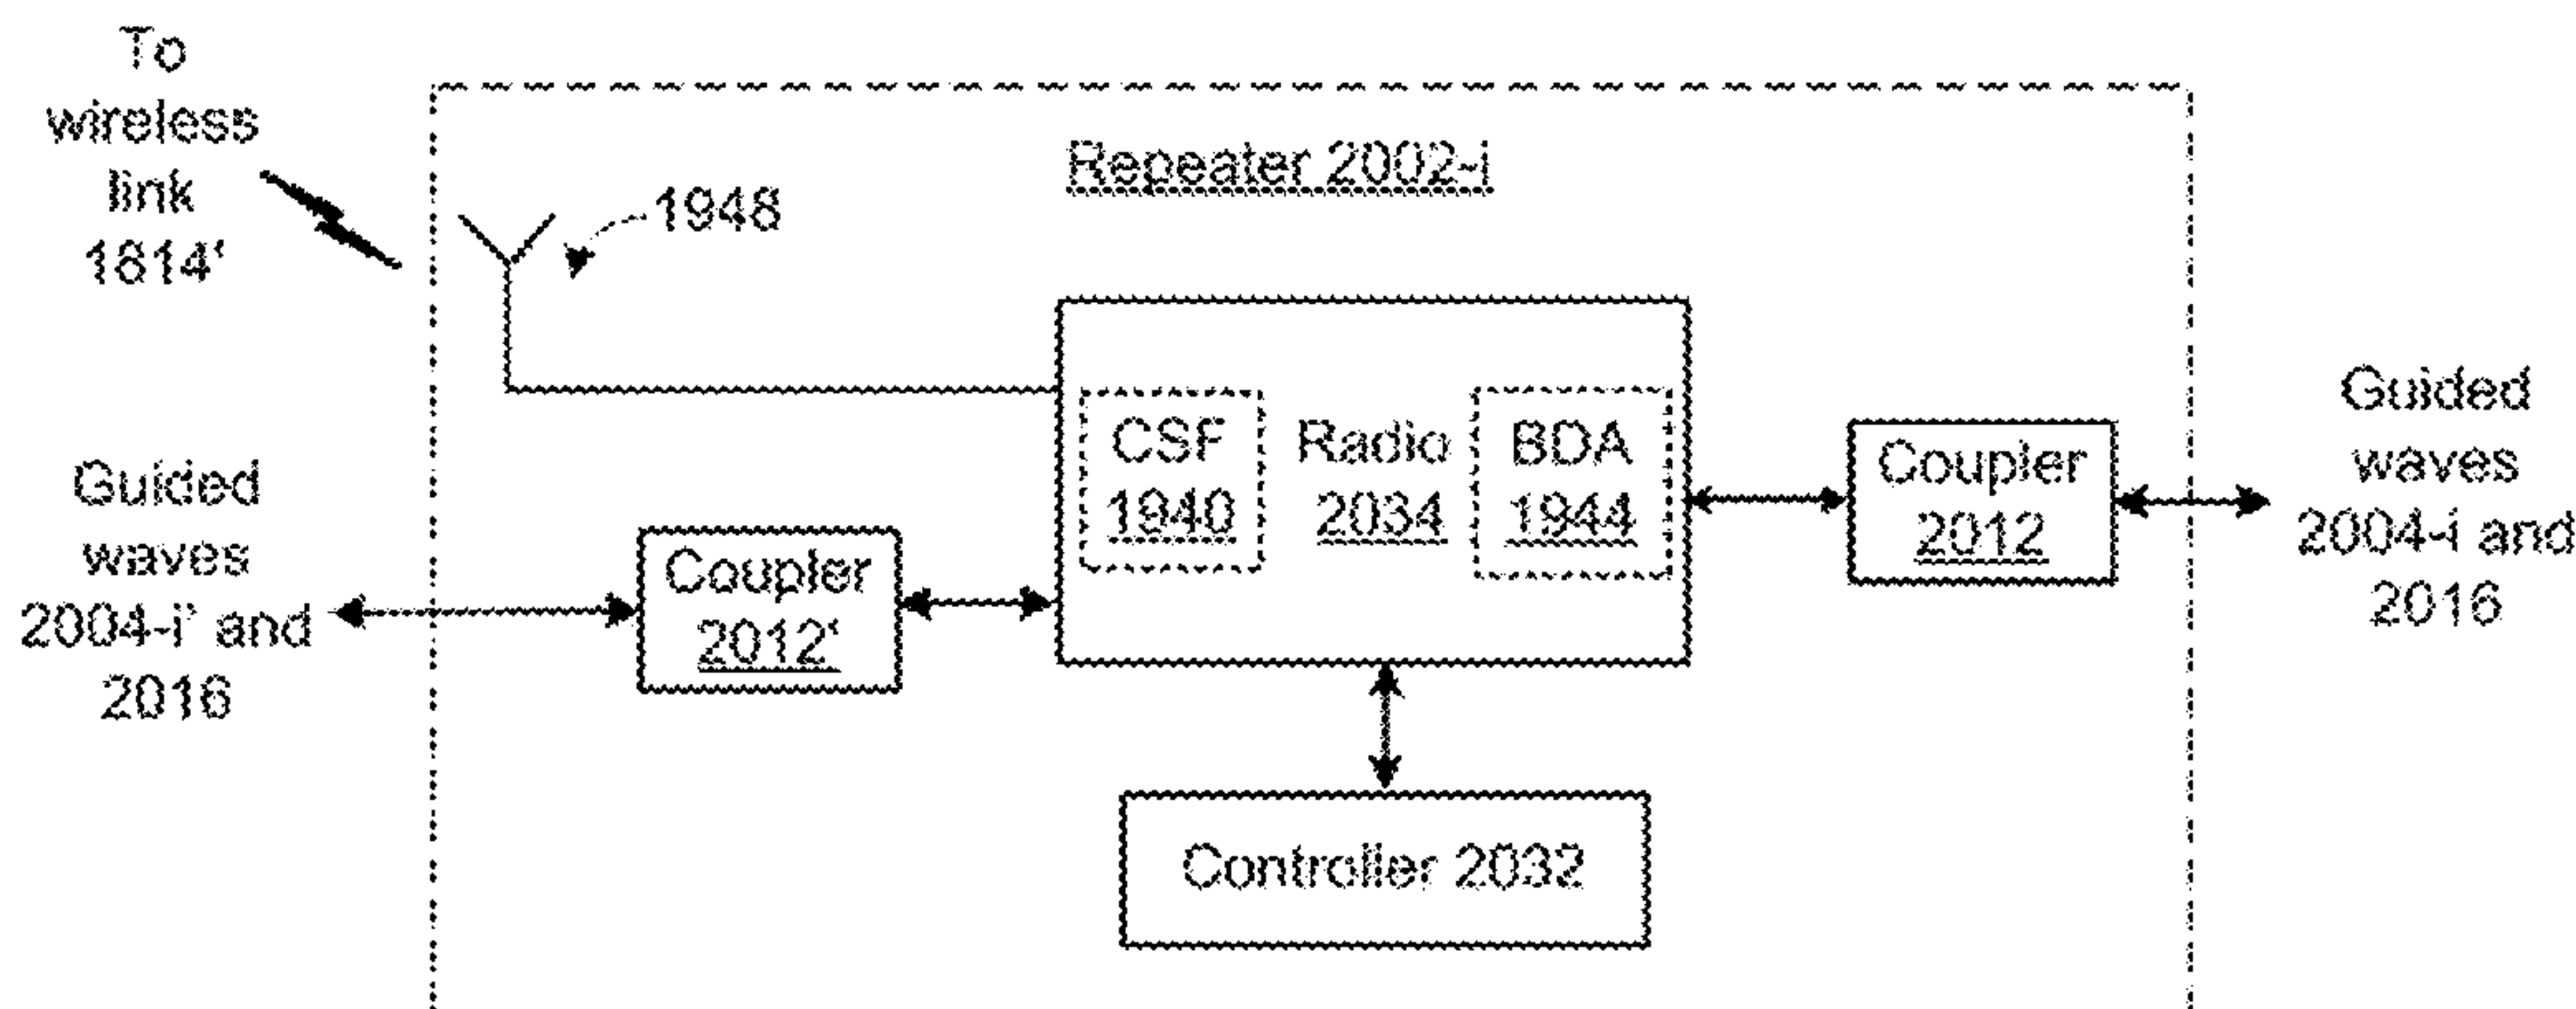 To
wireless
link
1814'
Repeater 2002-i
1948
CSF
1940
Radio
2034
BDA
1944
Coupler
2012
Guided
waves
2004-i and
2016
Guided
waves
2004-i' and
2016
Coupler
2012'
Controller 2032